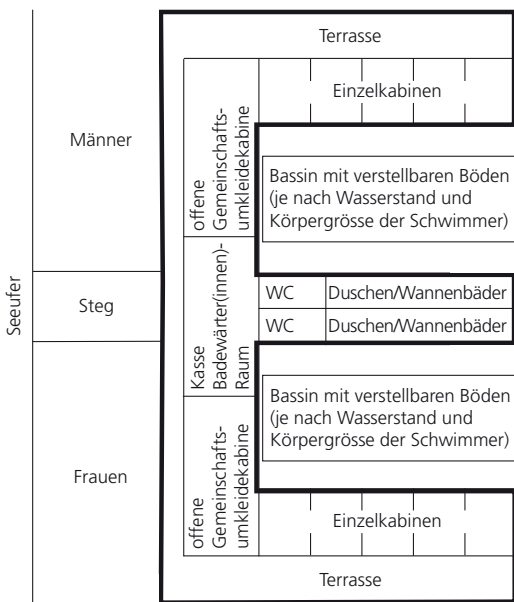 Terrasse
Einzelkabinen
offene
Gemeinschafts-
umkleidekabine
Männer
Bassin mit verstellbaren Böden
(je nach Wasserstand und
Körpergrösse der Schwimmer)
Seeufer
Steg
Kasse
Badewärter(innen)-
Raum
WC
Duschen/Wannenbäder
WC
Duschen/Wannenbäder
Bassin mit verstellbaren Böden
(je nach Wasserstand und
Körpergrösse der Schwimmer)
Frauen
offene
Gemeinschafts-
umkleidekabine
Einzelkabinen
Terrasse